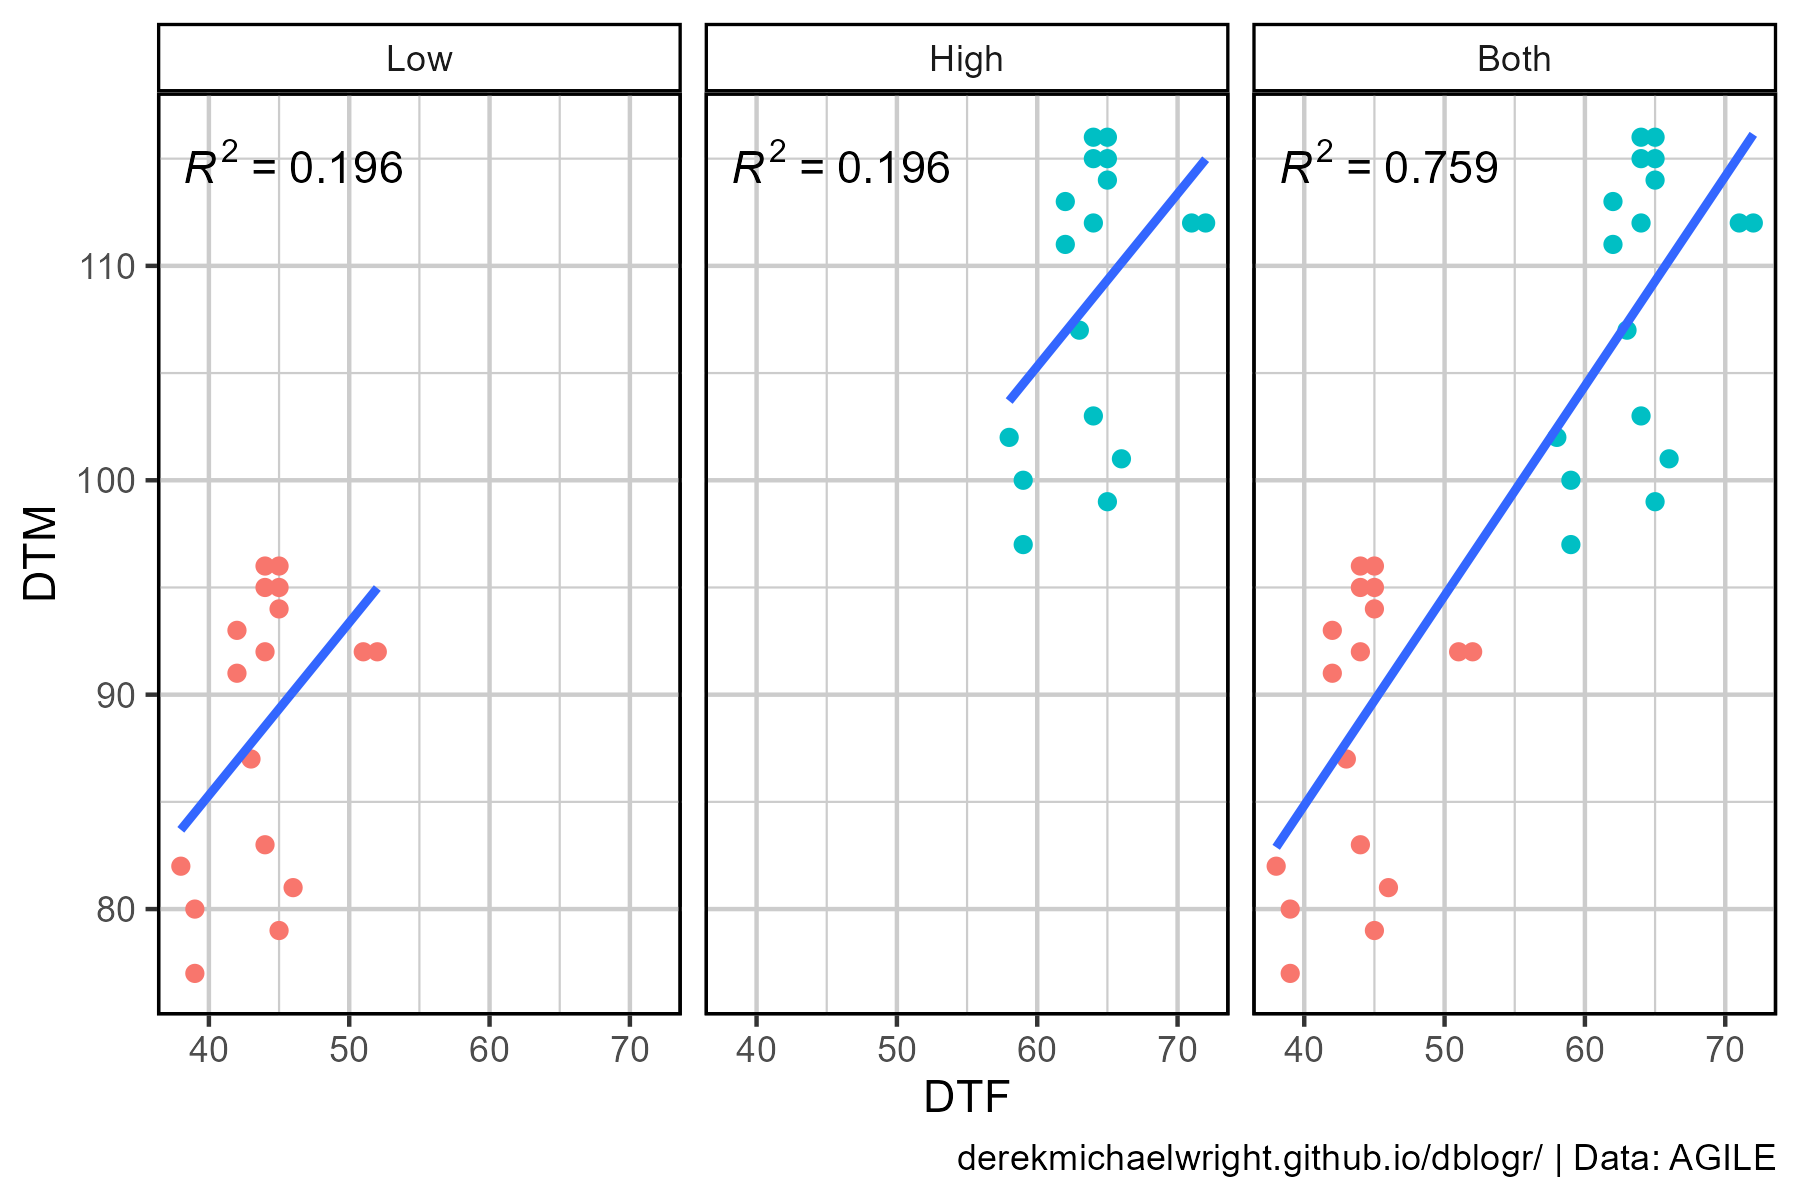 Low High Both
R² = 0.196 R² = 0.196 R² = 0.759
110
100
90
80
DTM
40 50 60 70 40 50 60 70 40 50 60 70
DTF
derekmichaelwright.github.io/dblogr/ | Data: AGILE